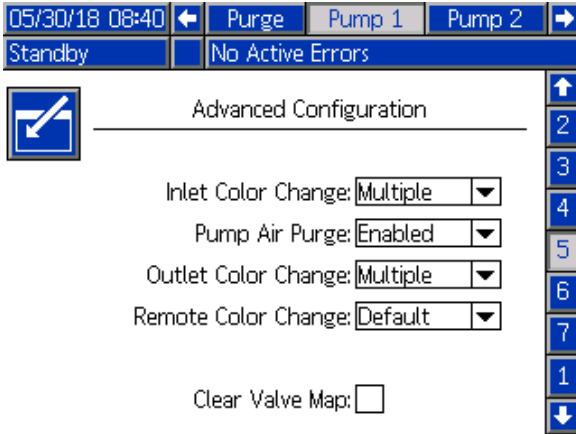 05/30/18 08:40 Purge Pump 1 Pump 2
Standby No Active Errors
Advanced Configuration
2
3
Inlet Color Change: Multiple
4
Pump Air Purge: Enabled
5
Outlet Color Change: Multiple
6
Remote Color Change: Default
7
1
Clear Valve Map: